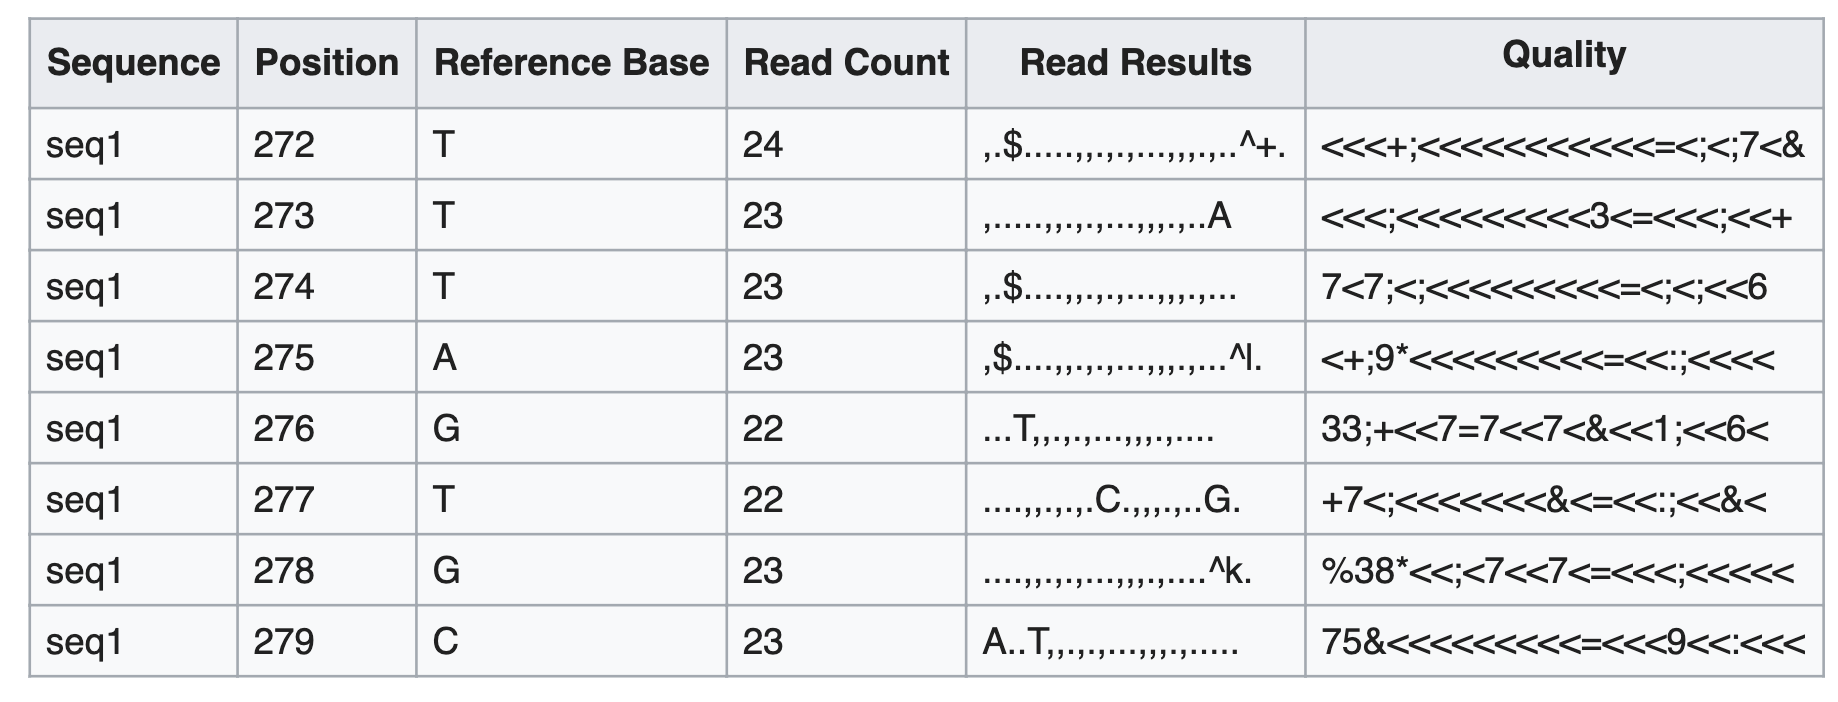 Sequence Position Reference Base Read Count Read Results Quality
seq1 272 T 24 ,.$.....,,.,.,...,,,.,..^+. <<<+;<<<<<<<<<<<=<;<;7<&
seq1 273 T 23 ,.....,,.,.,...,,,.,..A <<<;<<<<<<<<<3<=<<<;<<+
seq1 274 T 23 ,.$....,,.,.,...,,,.,... 7<7;<;<<<<<<<<<=<;<;<<6
seq1 275 A 23 ,$....,,.,.,...,,,.,...^l. <+;9*<<<<<<<<<=<<:;<<<<
seq1 276 G 22 ...T,,.,.,...,,,.,.... 33;+<<7=7<<7<&<<1;<<6<
seq1 277 T 22 ....,,.,.,.C.,,,.,..G. +7<;<<<<<<<&<=<<:;<<&<
seq1 278 G 23 ....,,.,.,...,,,.,....^k. %38*<<;<7<<7<=<<<;<<<<<
seq1 279 C 23 A..T,,.,.,...,,,.,..... 75&<<<<<<<<<=<<<9<<:<<<